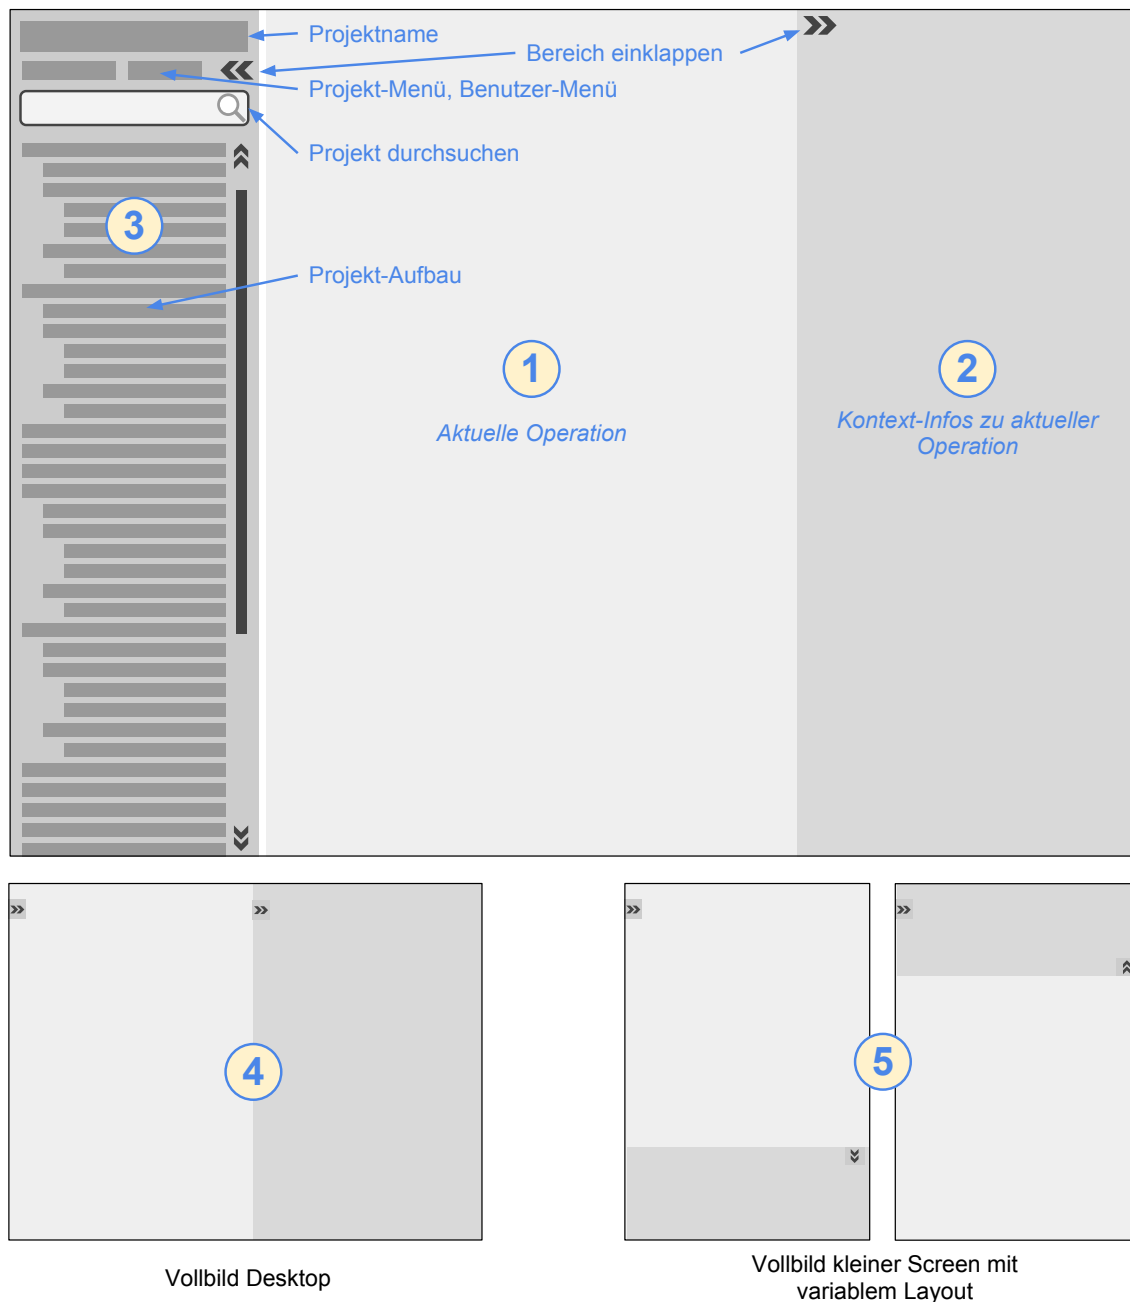 Projektname
Bereich einklappen
Projekt-Menü, Benutzer-Menü
Projekt durchsuchen
3
Projekt-Aufbau
1
Aktuelle Operation
2
Kontext-Infos zu aktueller
Operation
4
5
Vollbild Desktop
Vollbild kleiner Screen mit
variablem Layout